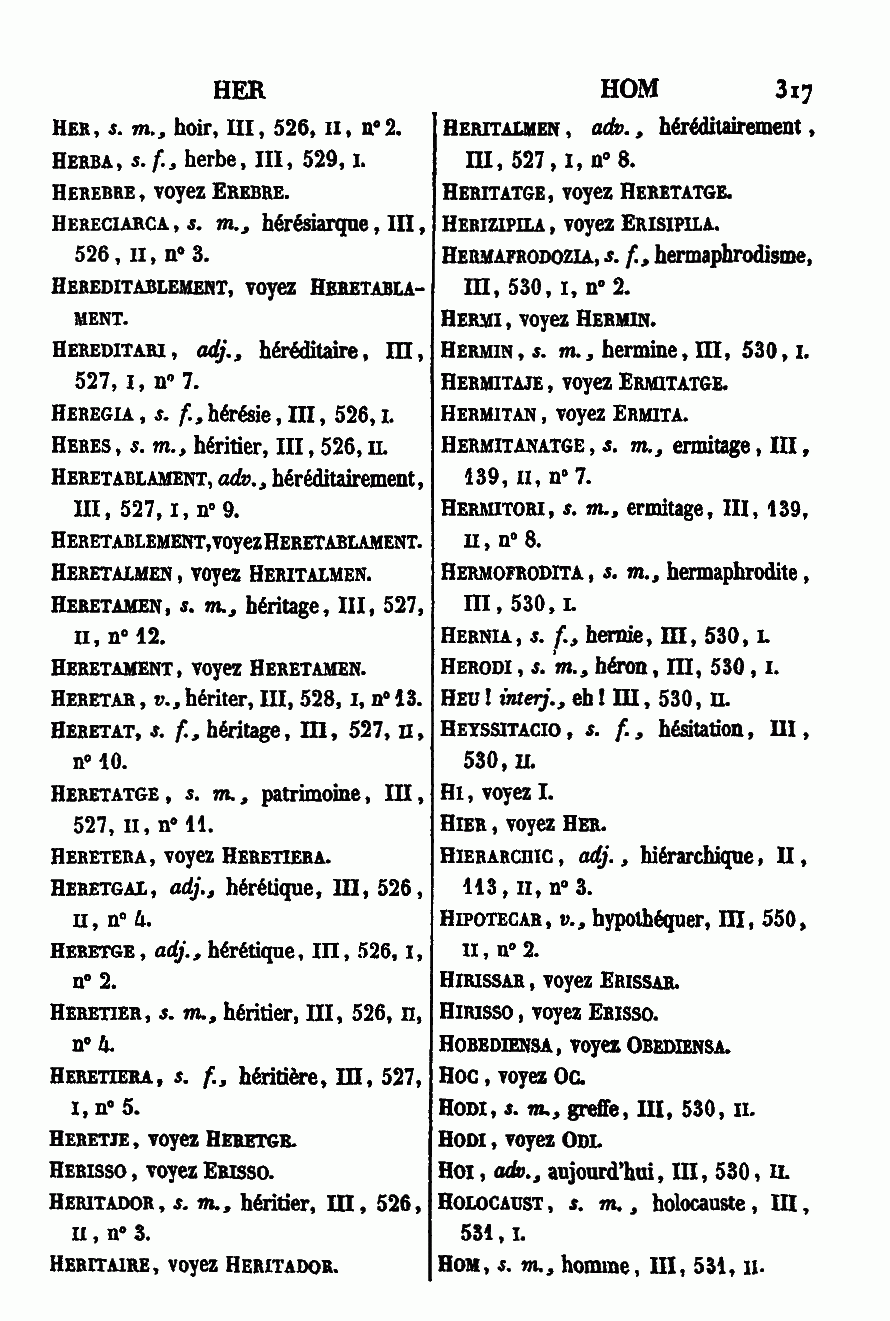 HER
HOM 317
HER, s. m., hoir, III, 526, II, n° 2.
HERBA, s. f., herbe, III, 529, I.
HEREBRE, voyez EREBRE.
HERECIARCA, s. m., hérésiarque, III,
526, II, n° 3.
HEREDITABLEMENT, voyez HERETABLA-
MENT.
HEREDITARI, adj., héréditaire, III,
527, I, n° 7.
HEREGIA, s. f., hérésie, III, 526, I.
HERES, s. m., héritier, III, 526, II.
HERETABLAMENT, adv., héréditairement,
III, 527, I, n° 9.
HERETABLEMENT, voyez HERETABLAMENT.
HERETALMEN, voyez HERITALMEN.
HERETAMEN, s. m., héritage, III, 527,
II, n° 12.
HERETAMENT, voyez HERETAMEN.
HERETAR, v., hériter, III, 528, I, n° 13.
HERETAT, s. f., héritage, III, 527, II,
n° 10.
HERETATGE, s. m., patrimoine, III,
527, II, n° 11.
HERETERA, voyez HERETIERA.
HERETGAL, adj., hérétique, III, 526,
II, n° 4.
HERETGE, adj., hérétique, III, 526, I,
n° 2.
HERETIER, s. m., héritier, III, 526, II,
n° 4.
HERETIERA, s. f., héritière, III, 527,
I, n° 5.
HERETJE, voyez HERETGE.
HERISSO, voyez ERISSO.
HERITADOR, s. m., héritier, III, 526,
II, n° 3.
HERITAIRE, voyez HERITADOR.
HERITALMEN, adv., héréditairement,
III, 527, I, n° 8.
HERITATGE, voyez HERETATGE.
HERIZIPILA, voyez ERISIPILA.
HERMAFRODOZIA, s. f., hermaphrodisme,
III, 530, I, n° 2.
HERMI, voyez HERMIN.
HERMIN, s. m., hermine, III, 530, I.
HERMITAJE, voyez ERMITATGE.
HERMITAN, voyez ERMITA.
HERMITANATGE, s. m., ermitage, III,
139, II, n° 7.
HERMITORI, s. m., ermitage, III, 139,
II, n° 8.
HERMOFRODITA, s. m., hermaphrodite,
III, 530, I.
HERNIA, s. f., hernie, III, 530, I.
HERODI, s. m., héron, III, 530, I.
HEU! interj., eh! III, 530, II.
HEYSSITACIO, s. f., hésitation, III,
530, II.
HI, voyez I.
HIER, voyez HER.
HIERARCHIC, adj., hiérarchique, II,
113, II, n° 3.
HIPOTECAR, v., hypothéquer, III, 550,
II, n° 2.
HIRISSAR, voyez ERISSAR.
HIRISSO, voyez ERISSO.
HOBEDIENSA, voyez OBEDIENSA.
HOC, voyez OC.
HODI, s. m., greffe, III, 530, II.
HODI, voyez ODI.
HOI, adv., aujourd'hui, III, 530, II.
HOLOCAUST, s. m., holocauste, III,
531, I.
HOM, s. m., homme, III, 531, II.